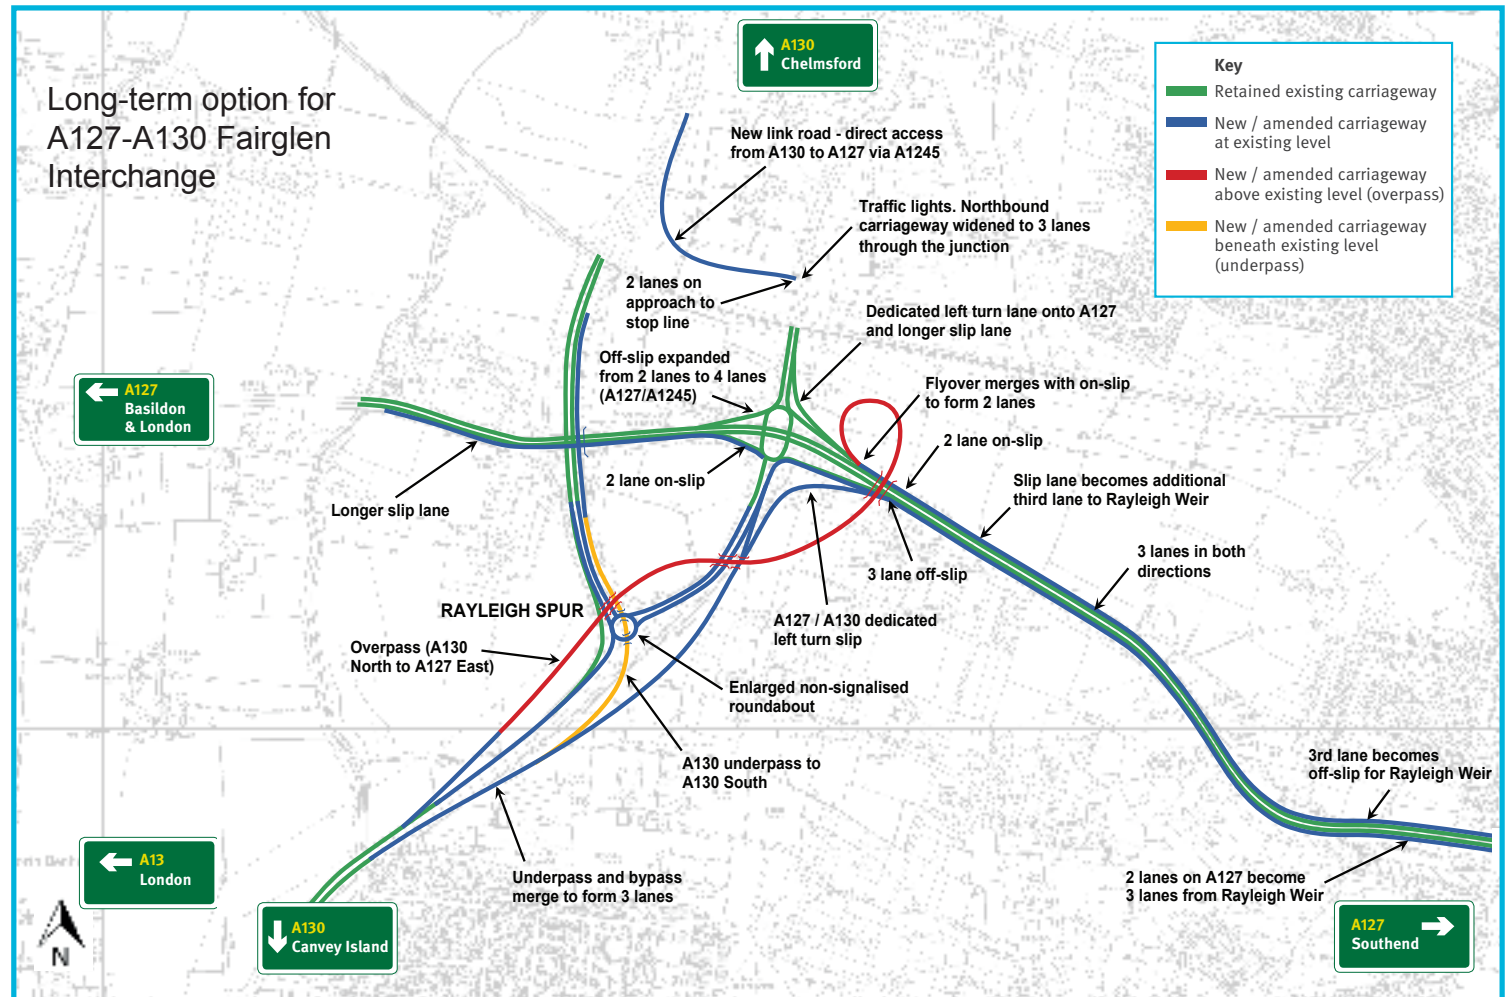 Long-term option for
A127-A130 Fairglen
Interchange
A130
Chelmsford
Key
Retained existing carriageway
New / amended carriageway
at existing level
New / amended carriageway
above existing level (overpass)
New / amended carriageway
beneath existing level
(underpass)
New link road - direct access
from A130 to A127 via A1245
Traffic lights. Northbound
carriageway widened to 3 lanes
through the junction
2 lanes on
approach to
stop line
Dedicated left turn lane onto A127
and longer slip lane
Off-slip expanded
from 2 lanes to 4 lanes
(A127/A1245)
Flyover merges with on-slip
to form 2 lanes
A127
Basildon
& London
2 lane on-slip
2 lane on-slip
Slip lane becomes additional
third lane to Rayleigh Weir
Longer slip lane
3 lanes in both
directions
3 lane off-slip
RAYLEIGH SPUR
A127 / A130 dedicated
left turn slip
Overpass (A130
North to A127 East)
Enlarged non-signalised
roundabout
A130 underpass to
A130 South
3rd lane becomes
off-slip for Rayleigh Weir
A13
London
Underpass and bypass
merge to form 3 lanes
2 lanes on A127 become
3 lanes from Rayleigh Weir
A130
Canvey Island
A127
Southend
N